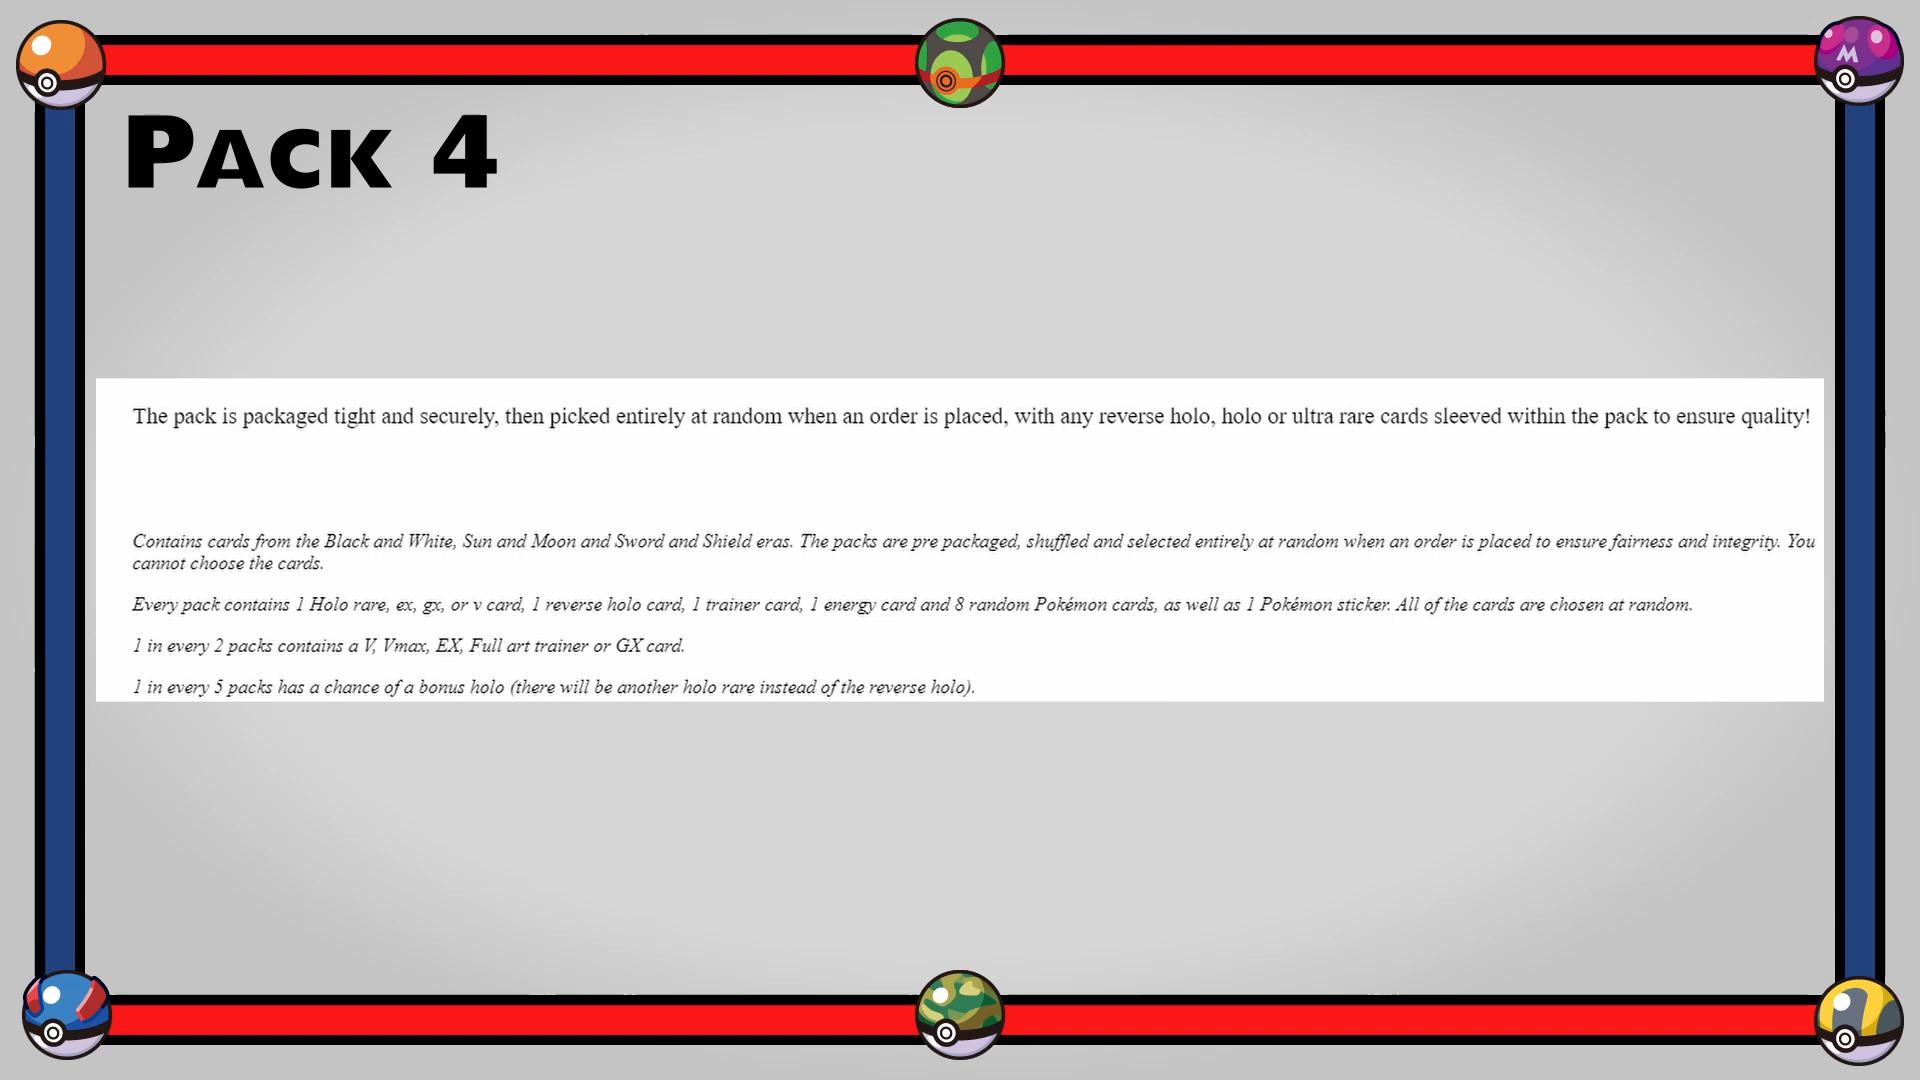 PACK 4
The pack is packaged tight and securely, then picked entirely at random when an order is placed, with any reverse holo, holo or ultra rare cards sleeved within the pack to ensure quality!
Contains cards from the Black and White, Sun and Moon and Sword and Shield eras. The packs are pre packaged, shuffled and selected entirely at random when an order is placed to ensure fairness and integrity. You
cannot choose the cards.
Every pack contains 1 Holo rare, ex, gx, or v card, 1 reverse holo card, 1 trainer card, 1 energy card and 8 random Pokémon cards, as well as 1 Pokémon sticker. All of the cards are chosen at random.
1 in every 2 packs contains a V, Vmax, EX, Full art trainer or GX card.
1 in every 5 packs has a chance of a bonus holo (there will be another holo rare instead of the reverse holo).
M